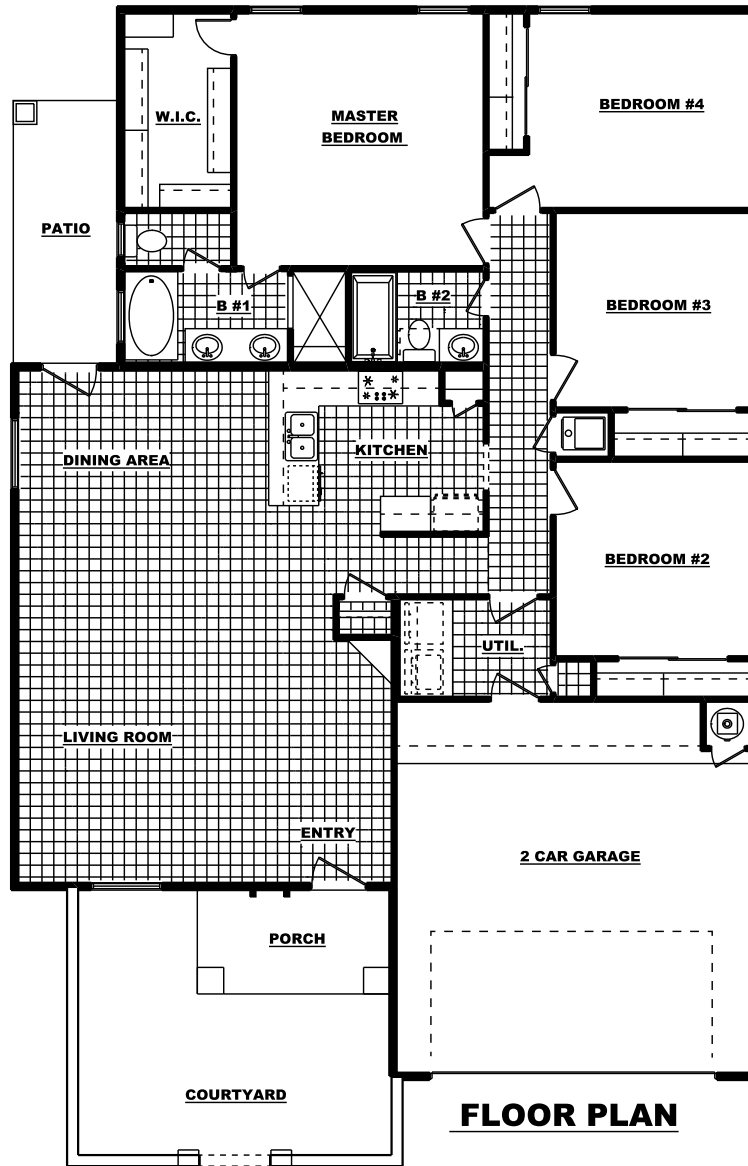 BEDROOM #4
W.I.C.
MASTER
BEDROOM
PATIO
B #1
B #2
BEDROOM #3
DINING AREA
KITCHEN
BEDROOM #2
UTIL.
LIVING ROOM
ENTRY
2 CAR GARAGE
PORCH
COURTYARD
FLOOR PLAN